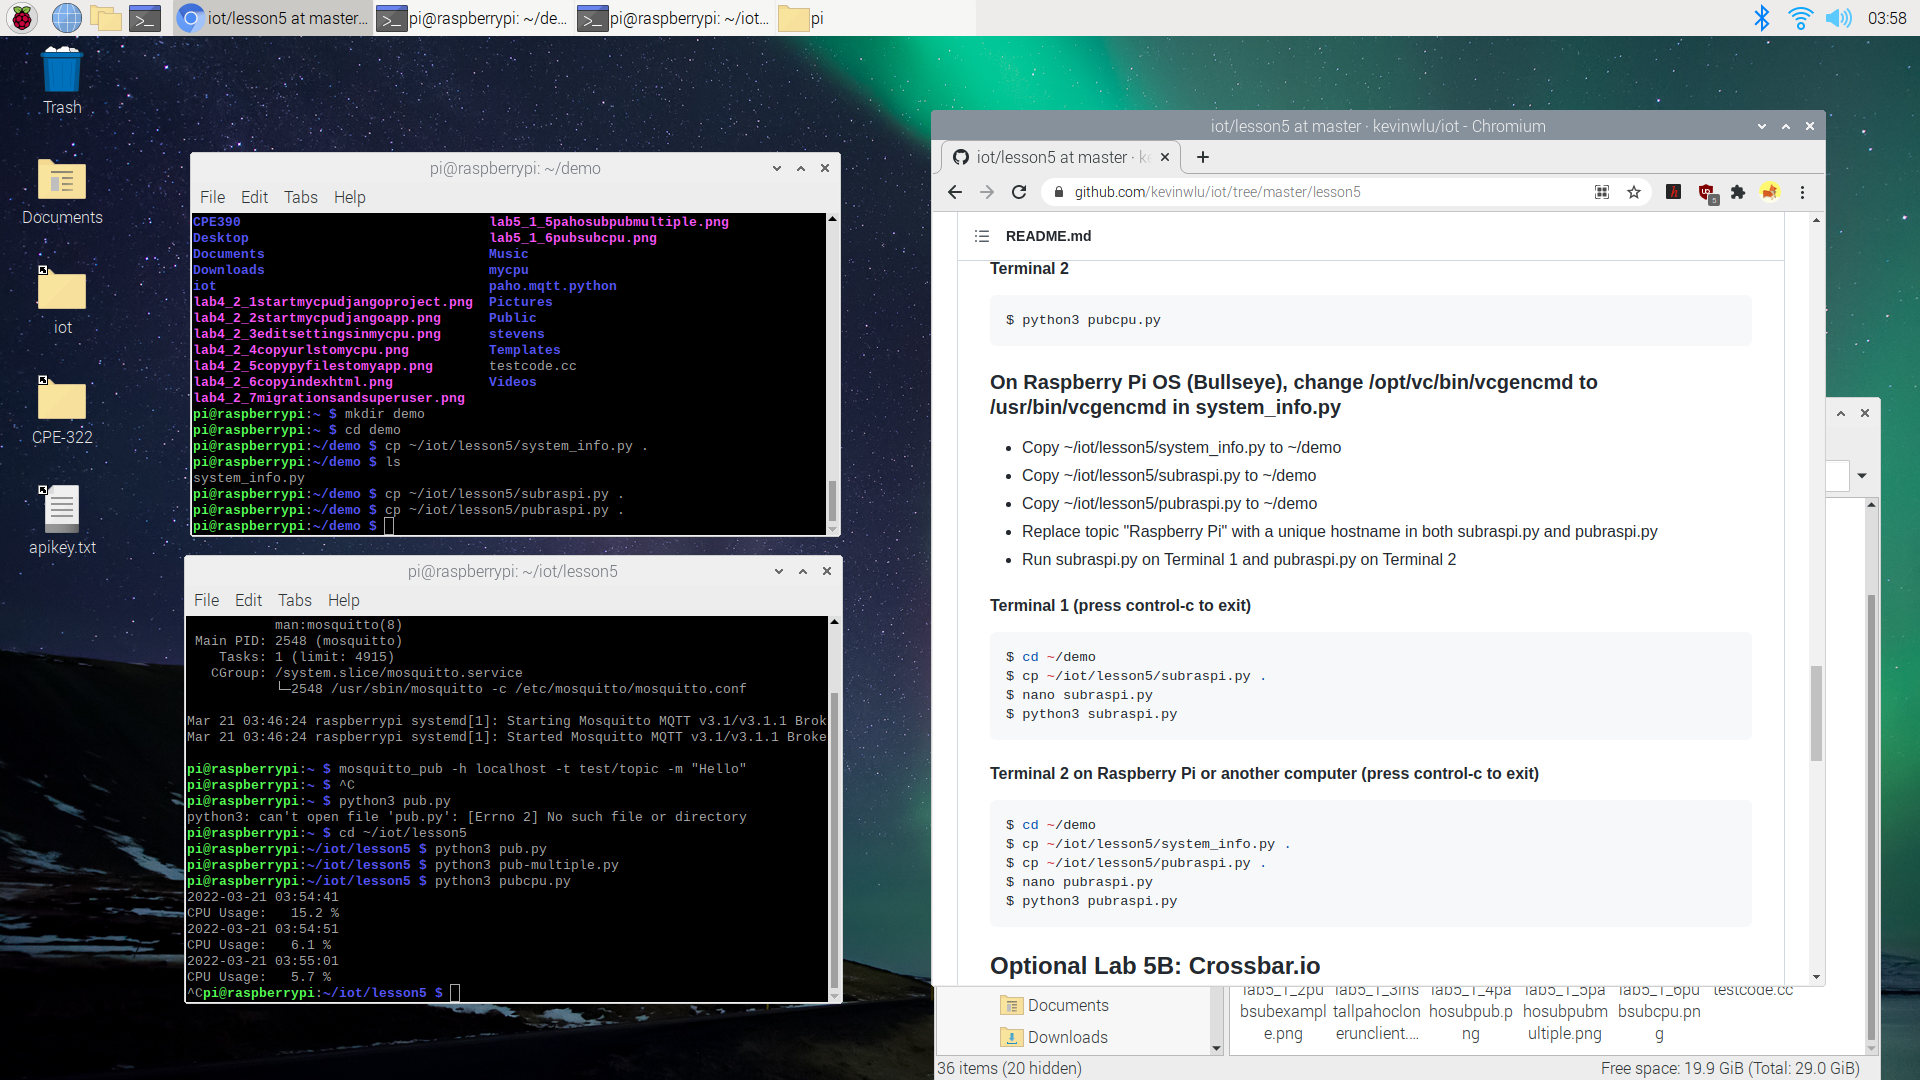 iot/lesson5 at master...
pi@raspberrypi: ~/de...
pi@raspberrypi: ~/iot...
pi
03:58
Trash
Documents
iot
CPE-322
apikey.txt
pi@raspberrypi: ~/demo
File Edit Tabs Help
CPE390 lab5_1_5pahosubpubmultiple.png
Desktop lab5_1_6pubsubcpu.png
Documents Music
Downloads mycpu
iot paho.mqtt.python
lab4_2_1startmycpudjangoproject.png Pictures
lab4_2_2startmycpudjangoapp.png Public
lab4_2_3editsettingsinmycpu.png stevens
lab4_2_4copyurlstomycpu.png Templates
lab4_2_5copypyfilestomyapp.png testcode.cc
lab4_2_6copyindexhtml.png Videos
lab4_2_7migrationsandsuperuser.png
pi@raspberrypi:~ $ mkdir demo
pi@raspberrypi:~ $ cd demo
pi@raspberrypi:~/demo $ cp ~/iot/lesson5/system_info.py .
pi@raspberrypi:~/demo $ ls
system_info.py
pi@raspberrypi:~/demo $ cp ~/iot/lesson5/subraspi.py .
pi@raspberrypi:~/demo $ cp ~/iot/lesson5/pubraspi.py .
pi@raspberrypi:~/demo $
pi@raspberrypi: ~/iot/lesson5
File Edit Tabs Help
man:mosquitto(8)
Main PID: 2548 (mosquitto)
Tasks: 1 (limit: 4915)
CGroup: /system.slice/mosquitto.service
└─2548 /usr/sbin/mosquitto -c /etc/mosquitto/mosquitto.conf
Mar 21 03:46:24 raspberrypi systemd[1]: Starting Mosquitto MQTT v3.1/v3.1.1 Brok
Mar 21 03:46:24 raspberrypi systemd[1]: Started Mosquitto MQTT v3.1/v3.1.1 Broke
pi@raspberrypi:~ $ mosquitto_pub -h localhost -t test/topic -m "Hello"
pi@raspberrypi:~ $ ^C
pi@raspberrypi:~ $ python3 pub.py
python3: can't open file 'pub.py': [Errno 2] No such file or directory
pi@raspberrypi:~ $ cd ~/iot/lesson5
pi@raspberrypi:~/iot/lesson5 $ python3 pub.py
pi@raspberrypi:~/iot/lesson5 $ python3 pub-multiple.py
pi@raspberrypi:~/iot/lesson5 $ python3 pubcpu.py
2022-03-21 03:54:41
CPU Usage: 15.2 %
2022-03-21 03:54:51
CPU Usage: 6.1 %
2022-03-21 03:55:01
CPU Usage: 5.7 %
^Cpi@raspberrypi:~/iot/lesson5 $
iot/lesson5 at master · kevinwlu/iot - Chromium
iot/lesson5 at master · k
github.com/kevinwlu/iot/tree/master/lesson5
5
README.md
Terminal 2
$ python3 pubcpu.py
On Raspberry Pi OS (Bullseye), change /opt/vc/bin/vcgencmd to
/usr/bin/vcgencmd in system_info.py
• Copy ~/iot/lesson5/system_info.py to ~/demo
• Copy ~/iot/lesson5/subraspi.py to ~/demo
• Copy ~/iot/lesson5/pubraspi.py to ~/demo
• Replace topic "Raspberry Pi" with a unique hostname in both subraspi.py and pubraspi.py
• Run subraspi.py on Terminal 1 and pubraspi.py on Terminal 2
Terminal 1 (press control-c to exit)
$ cd ~/demo
$ cp ~/iot/lesson5/subraspi.py .
$ nano subraspi.py
$ python3 subraspi.py
Terminal 2 on Raspberry Pi or another computer (press control-c to exit)
$ cd ~/demo
$ cp ~/iot/lesson5/system_info.py .
$ cp ~/iot/lesson5/pubraspi.py .
$ nano pubraspi.py
$ python3 pubraspi.py
Optional Lab 5B: Crossbar.io
Documents
Downloads
lab5_1_2pu lab5_1_3ins lab5_1_4pa lab5_1_5pa lab5_1_6pu testcode.cc
bsubexampl tallpahoclon hosubpub.p hosubpubm bsubcpu.pn
e.png erunclient.... ng ultiple.png g
36 items (20 hidden)
Free space: 19.9 GiB (Total: 29.0 GiB)